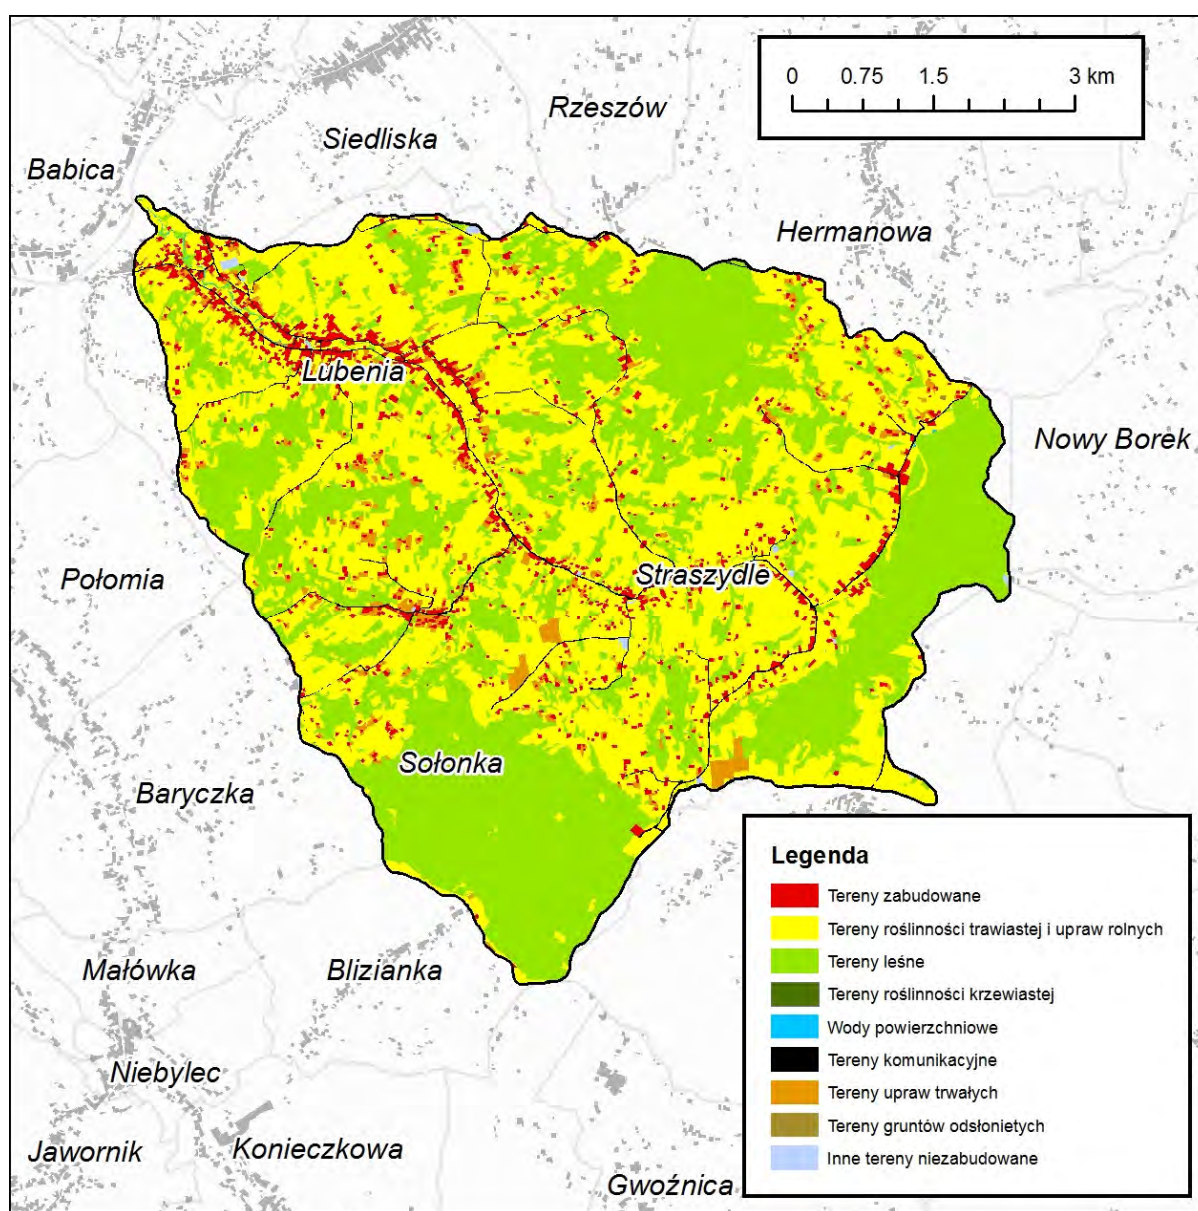 0 0.75 1.5 3 km
Rzeszów
Siedliska
Babica
Hermanowa
Lubenia
Nowy Borek
Połomia
Straszydle
Sołonka
Baryczka
Legenda
Tereny zabudowane
Tereny roślinności trawiastej i upraw rolnych
Tereny leśne
Tereny roślinności krzewiastej
Wody powierzchniowe
Tereny komunikacyjne
Tereny upraw trwałych
Tereny gruntów odsłonietych
Inne tereny niezabudowane
Małówka
Blizianka
Niebylec
Jawornik
Konieczkowa
Gwoźnica